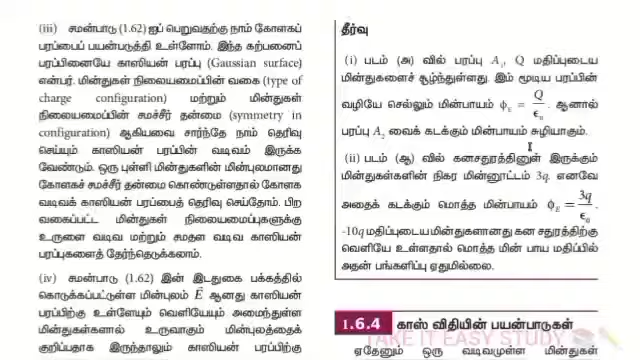 (iii) சமன்பாடு (1.62) ஐப் பெறுவதற்கு நாம் கோளகப்
பரப்பைப் பயன்படுத்தி உள்ளோம். இந்த கற்பனைப்
பரப்பினையே காஸியன் பரப்பு (Gaussian surface)
என்பர். மின்துகள் நிலையமைப்பின் வகை (type of
charge configuration) மற்றும் மின்துகள்
நிலையமைப்பின் சமச்சீர் தன்மை (symmetry in
configuration) ஆகியவை சார்ந்தே நாம் தெரிவு
செய்யும் காஸியன் பரப்பின் வடிவம் இருக்க
வேண்டும். ஒரு புள்ளி மின்துகளின் மின்புலமானது
கோளகச் சமச்சீர் தன்மை கொண்டுள்ளதால் கோளக
வடிவக் காஸியன் பரப்பைத் தெரிவு செய்தோம். பிற
வகைப்பட்ட மின்துகள் நிலையமைப்புகளுக்கு
உருளை வடிவ மற்றும் சமதள வடிவ காஸியன்
பரப்புகளைத் தேர்ந்தெடுக்கலாம்.
(iv) சமன்பாடு (1.62) இன் இடதுகை பக்கத்தில்
கொடுக்கப்பட்டுள்ள மின்புலம் E⃗ ஆனது காஸியன்
பரப்பிற்கு உள்ளேயும் வெளியேயும் அமைந்துள்ள
மின்துகள்களால் உருவாகும் மின்புலத்தைக்
குறிப்பதாக இருந்தாலும் காஸியன் பரப்பிற்கு
தீர்வு
(i) படம் (அ) வில் பரப்பு A₁, Q மதிப்புடைய
மின்துகளைச் சூழ்ந்துள்ளது. இம் மூடிய பரப்பின்
வழியே செல்லும் மின்பாயம் ϕ_E = Q/ϵ₀. ஆனால்
பரப்பு A₂ வைக் கடக்கும் மின்பாயம் சுழியாகும்.
(ii) படம் (ஆ) வில் கனசதுரத்தினுள் இருக்கும்
மின்துகள்களின் நிகர மின்னூட்டம் 3q. எனவே
அதைக் கடக்கும் மொத்த மின்பாயம் ϕ_E = 3q/ϵ₀.
-10q மதிப்புடைய மின்துகளானது கன சதுரத்திற்கு
வெளியே உள்ளதால் மொத்த மின் பாய மதிப்பில்
அதன் பங்களிப்பு ஏதுமில்லை.
1.6.4 காஸ் விதியின் பயன்பாடுகள்
TAKE IT EASY STUDY
ஏதேனும் ஒரு வடிவமுள்ள மின்துகள்